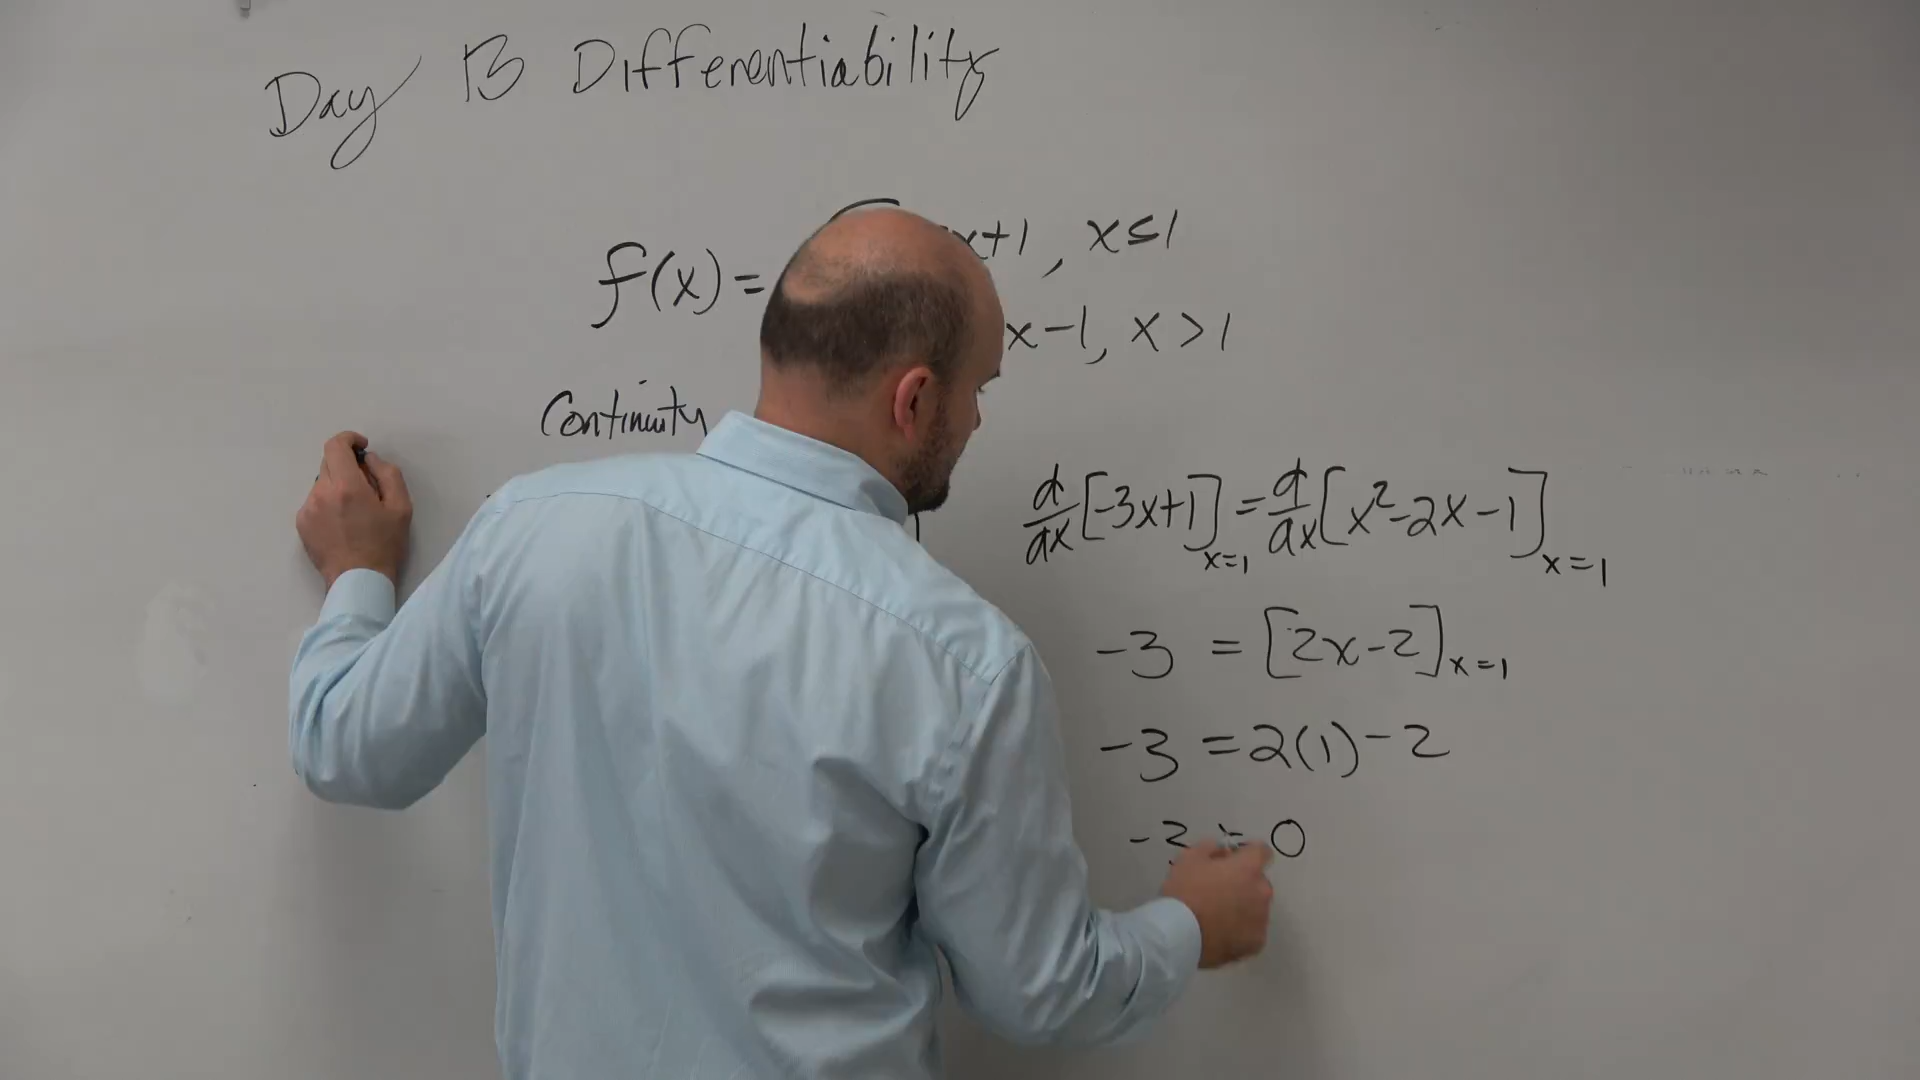 Day 13 Differentiability
f(x) = x+1, x≤1
x-1, x>1
Continuity
d/dx[-3x+1]x=1 = d/dx[x²-2x-1]x=1
-3 = [2x-2]x=1
-3 = 2(1)-2
-3 ≠ 0